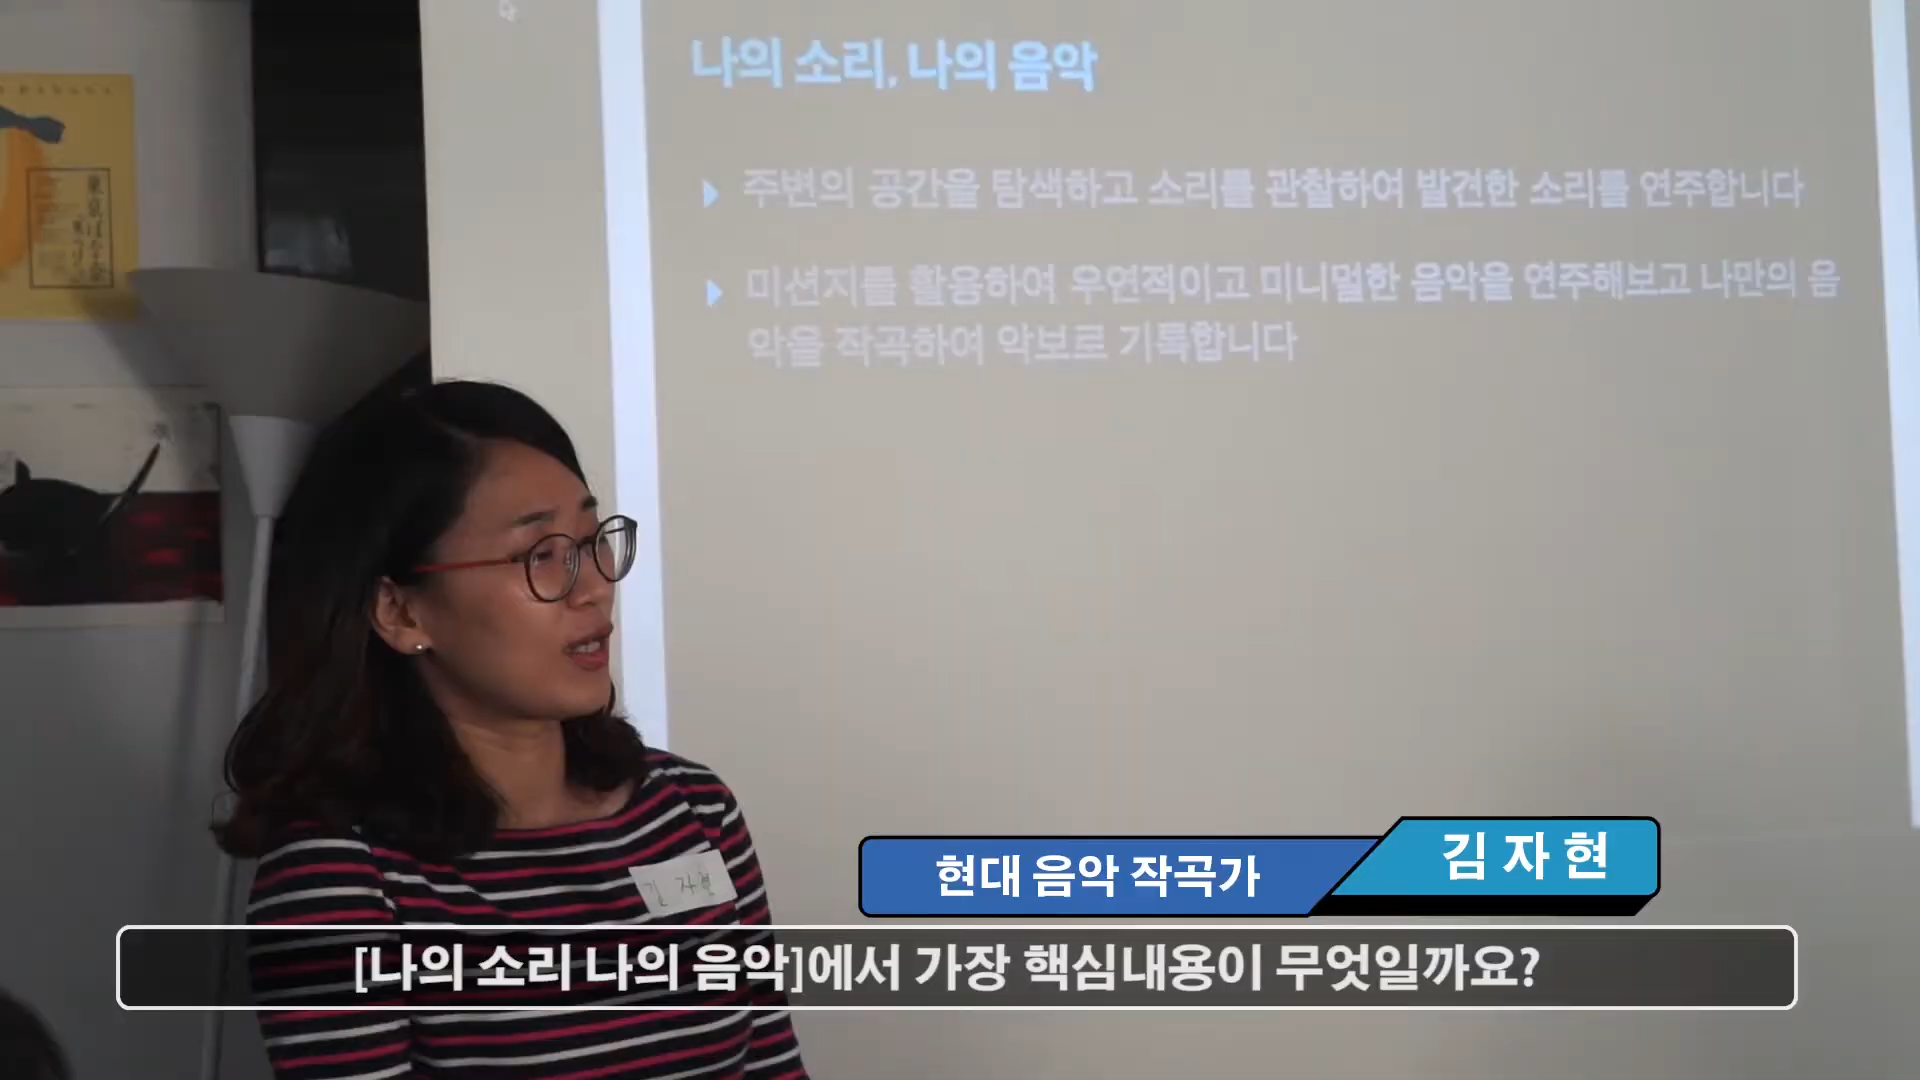 나의 소리, 나의 음악
주변의 공간을 탐색하고 소리를 관찰하여 발견한 소리를 연주합니다
미션지를 활용하여 우연적이고 미니멀한 음악을 연주해보고 나만의 음
악을 작곡하여 악보로 기록합니다
김 자현
현대 음악 작곡가
김자현
[나의 소리 나의 음악]에서 가장 핵심내용이 무엇일까요?